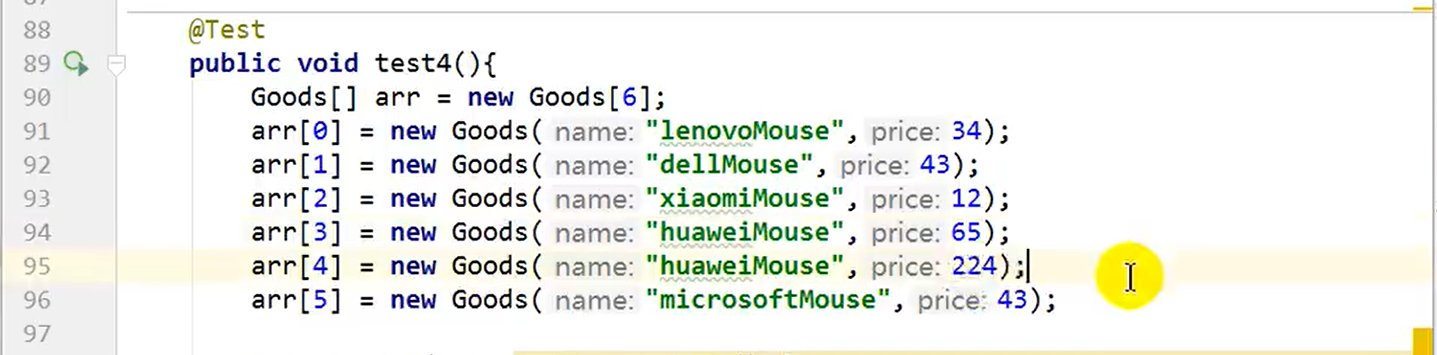 88 @Test
89 public void test4(){
90 Goods[] arr = new Goods[6];
91 arr[0] = new Goods( name: "lenovoMouse", price: 34);
92 arr[1] = new Goods( name: "dellMouse", price: 43);
93 arr[2] = new Goods( name: "xiaomiMouse", price: 12);
94 arr[3] = new Goods( name: "huaweiMouse", price: 65);
95 arr[4] = new Goods( name: "huaweiMouse", price: 224);
96 arr[5] = new Goods( name: "microsoftMouse", price: 43);
97